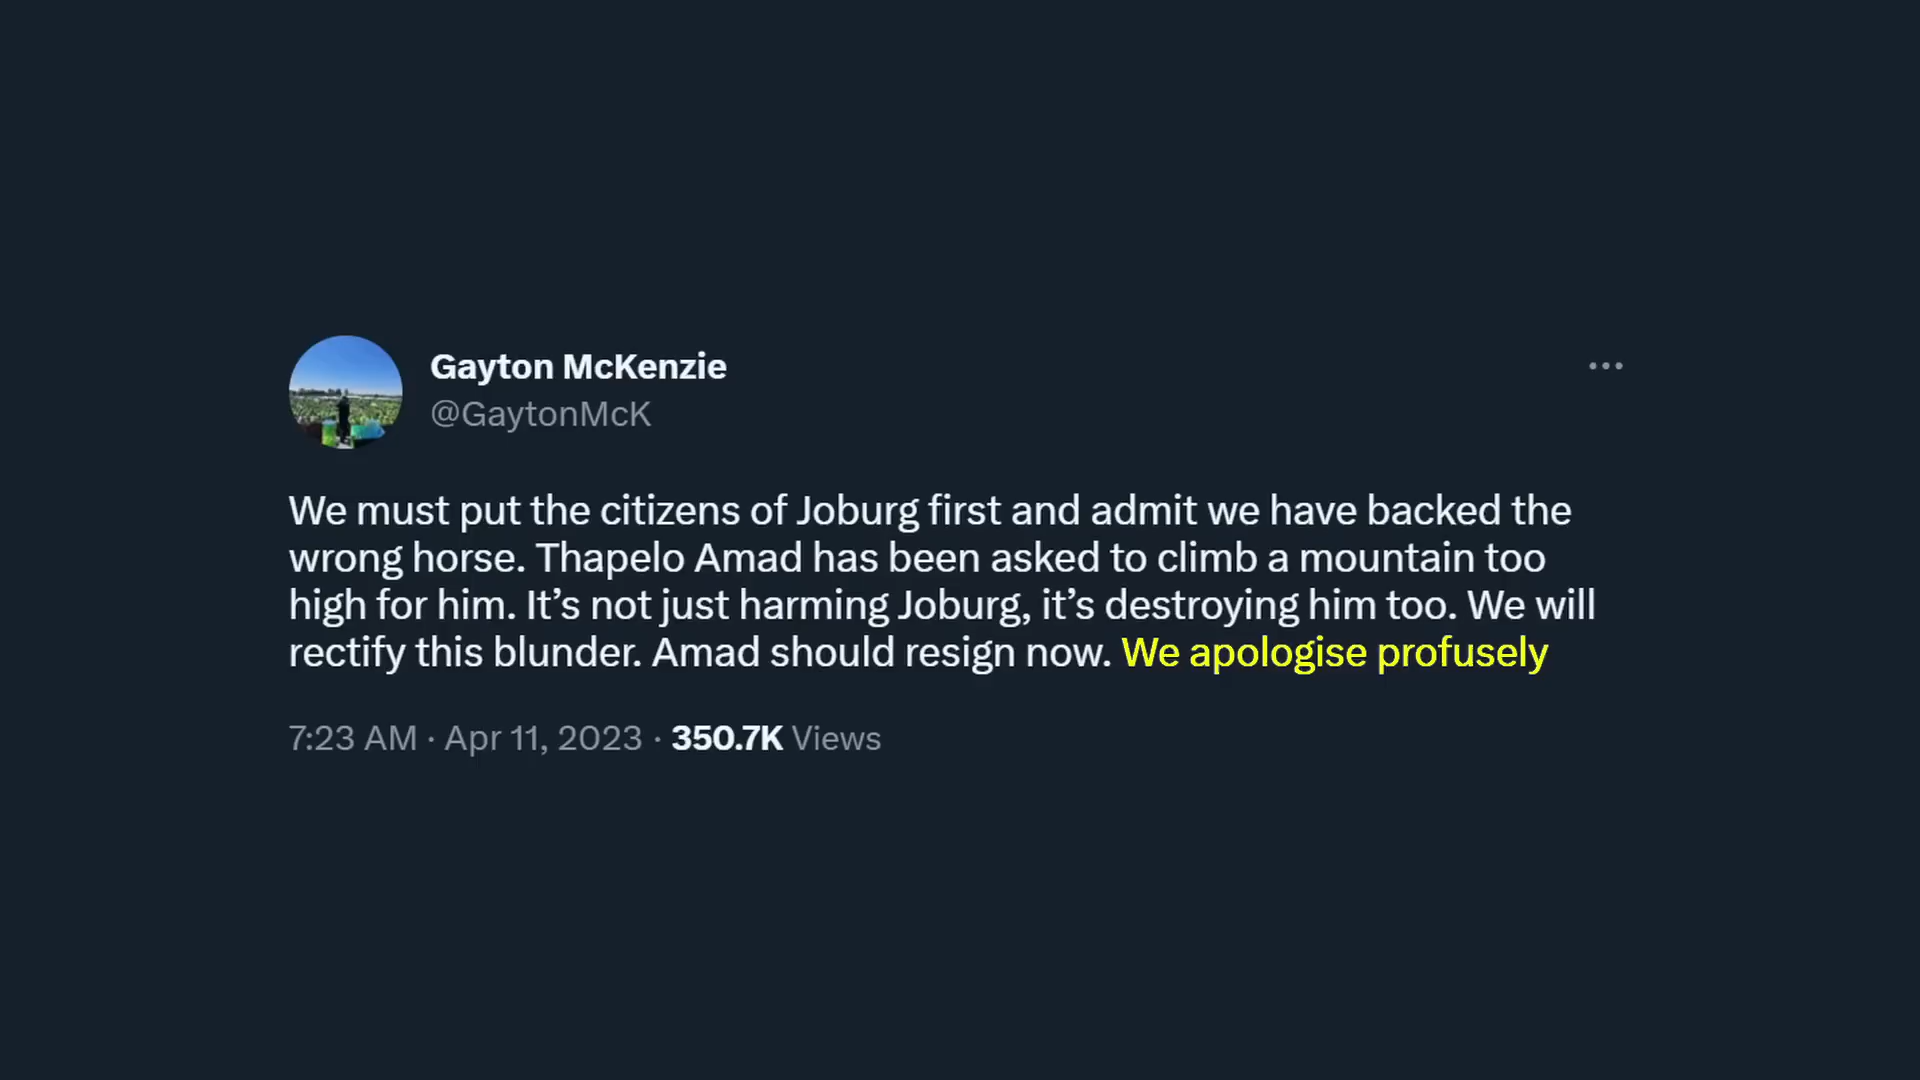 Gayton McKenzie
@GaytonMcK
We must put the citizens of Joburg first and admit we have backed the
wrong horse. Thapelo Amad has been asked to climb a mountain too
high for him. It’s not just harming Joburg, it’s destroying him too. We will
rectify this blunder. Amad should resign now. We apologise profusely
7:23 AM · Apr 11, 2023 · 350.7K Views